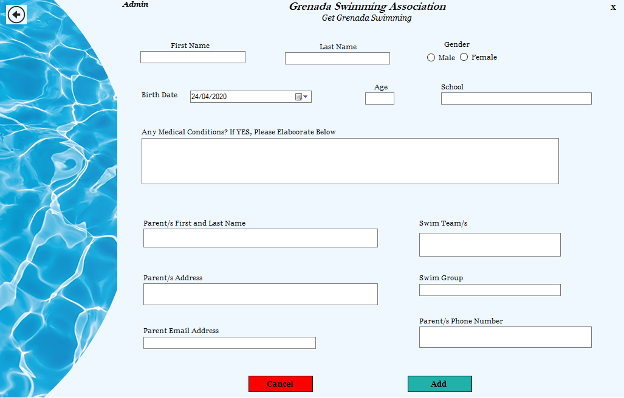 Admin
Grenada Swimming Association
x
Get Grenada Swimming
First Name
Last Name
Gender
Male
Female
Birth Date
24/04/2020
Age
School
Any Medical Conditions? If YES, Please Elaboorate Below
Parent/s First and Last Name
Swim Team/s
Parent/s Address
Swim Group
Parent Email Address
Parent/s Phone Number
Cancel
Add